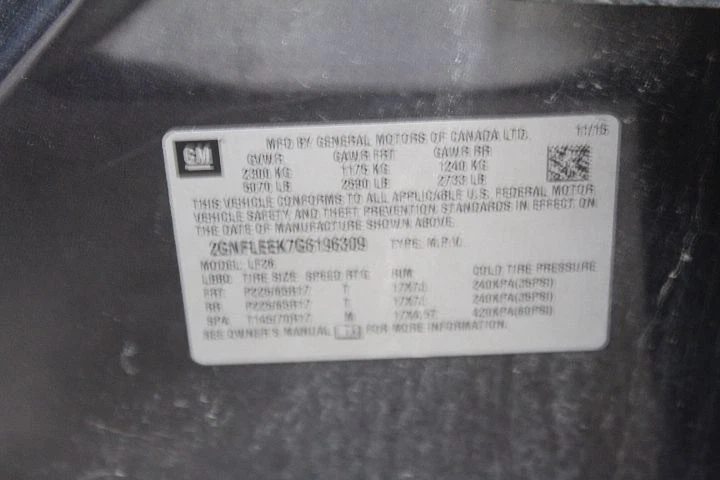 GM
MFD BY GENERAL MOTORS OF CANADA LTD. 11/15
GVWR GAWR FRT GAWR RR
2300 KG 1175 KG 1240 KG
5070 LB 2590 LB 2733 LB
THIS VEHICLE CONFORMS TO ALL APPLICABLE U.S. FEDERAL MOTOR
VEHICLE SAFETY AND THEFT PREVENTION STANDARDS IN EFFECT ON
THE DATE OF MANUFACTURE SHOWN ABOVE.
2GNFLEEK7G6196309 TYPE: M.P.V.
MODEL: LF26
TIRE SIZE SPEED RTG RIM COLD TIRE PRESSURE
FRT: P225/65R17 T 17X7J 240KPA(35PSI)
RR: P225/65R17 T 17X7J 240KPA(35PSI)
SPA: T145/70R17 M 17X4.5T 420KPA(60PSI)
SEE OWNER'S MANUAL FOR MORE INFORMATION.